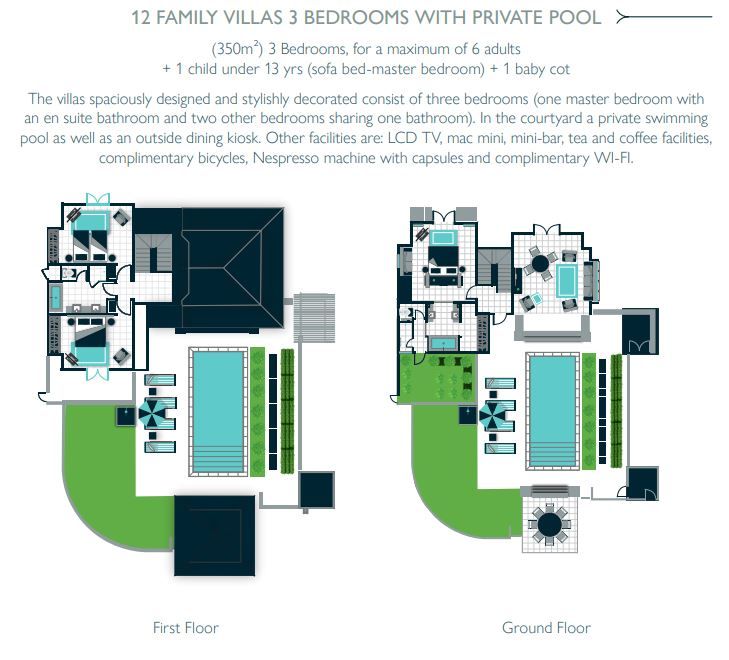 12 FAMILY VILLAS 3 BEDROOMS WITH PRIVATE POOL
(350m²) 3 Bedrooms, for a maximum of 6 adults
+ 1 child under 13 yrs (sofa bed-master bedroom) + 1 baby cot
The villas spaciously designed and stylishly decorated consist of three bedrooms (one master bedroom with
an en suite bathroom and two other bedrooms sharing one bathroom). In the courtyard a private swimming
pool as well as an outside dining kiosk. Other facilities are: LCD TV, mac mini, mini-bar, tea and coffee facilities,
complimentary bicycles, Nespresso machine with capsules and complimentary WI-FI.
First Floor
Ground Floor